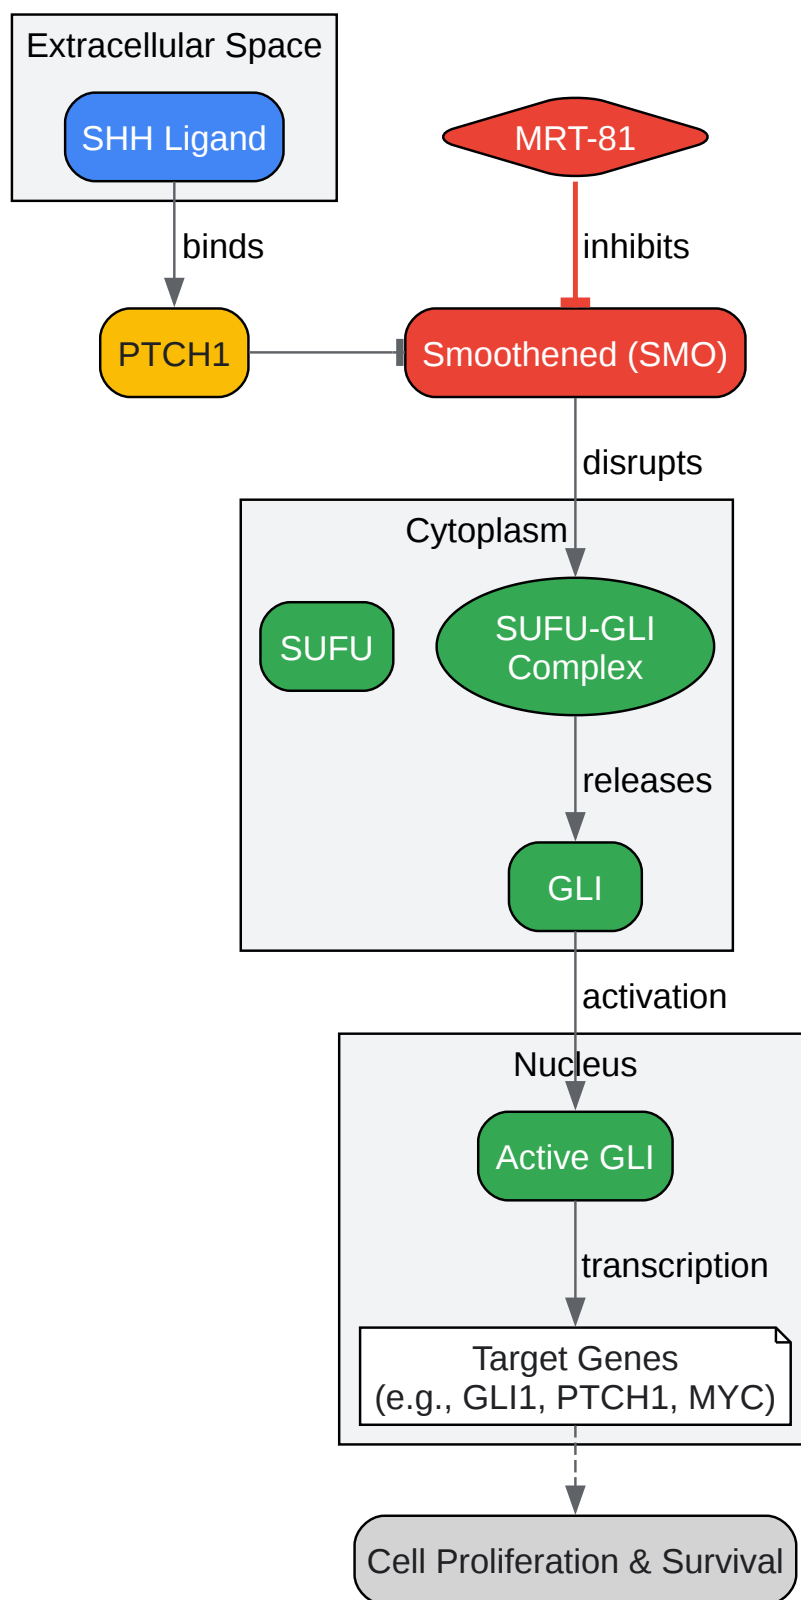 Extracellular Space
SHH Ligand
MRT-81
binds
inhibits
PTCH1
Smoothened (SMO)
disrupts
Cytoplasm
SUFU
SUFU-GLI
Complex
releases
GLI
activation
Nucleus
Active GLI
transcription
Target Genes
(e.g., GLI1, PTCH1, MYC)
Cell Proliferation & Survival